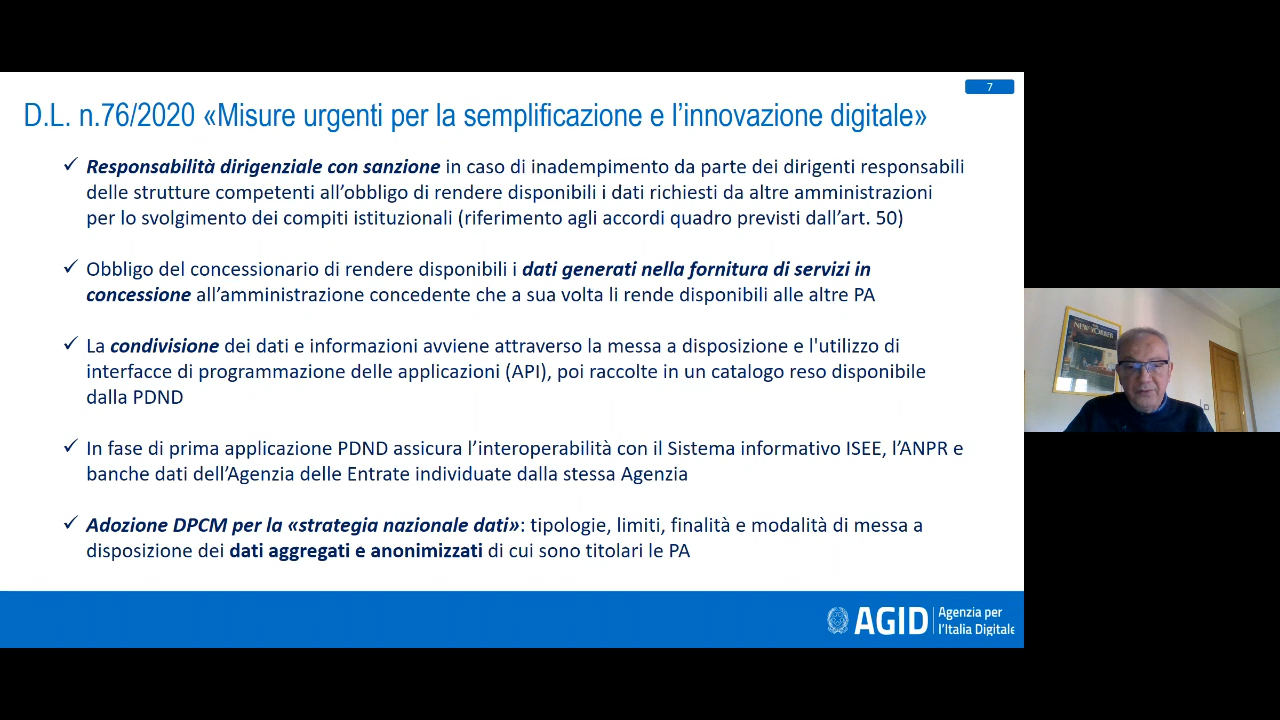 7
D.L. n.76/2020 «Misure urgenti per la semplificazione e l’innovazione digitale»
✓ Responsabilità dirigenziale con sanzione in caso di inadempimento da parte dei dirigenti responsabili
delle strutture competenti all’obbligo di rendere disponibili i dati richiesti da altre amministrazioni
per lo svolgimento dei compiti istituzionali (riferimento agli accordi quadro previsti dall’art. 50)
✓ Obbligo del concessionario di rendere disponibili i dati generati nella fornitura di servizi in
concessione all’amministrazione concedente che a sua volta li rende disponibili alle altre PA
✓ La condivisione dei dati e informazioni avviene attraverso la messa a disposizione e l'utilizzo di
interfacce di programmazione delle applicazioni (API), poi raccolte in un catalogo reso disponibile
dalla PDND
✓ In fase di prima applicazione PDND assicura l’interoperabilità con il Sistema informativo ISEE, l’ANPR e
banche dati dell’Agenzia delle Entrate individuate dalla stessa Agenzia
✓ Adozione DPCM per la «strategia nazionale dati»: tipologie, limiti, finalità e modalità di messa a
disposizione dei dati aggregati e anonimizzati di cui sono titolari le PA
NEW YORKER
AGID
Agenzia per
l’Italia Digitale